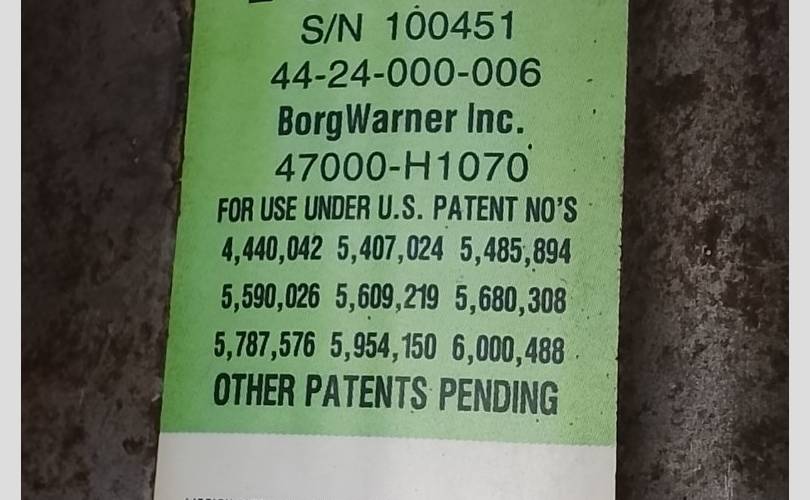 S/N 100451
44-24-000-006
BorgWarner Inc.
47000-H1070
FOR USE UNDER U.S. PATENT NO'S
4,440,042 5,407,024 5,485,894
5,590,026 5,609,219 5,680,308
5,787,576 5,954,150 6,000,488
OTHER PATENTS PENDING